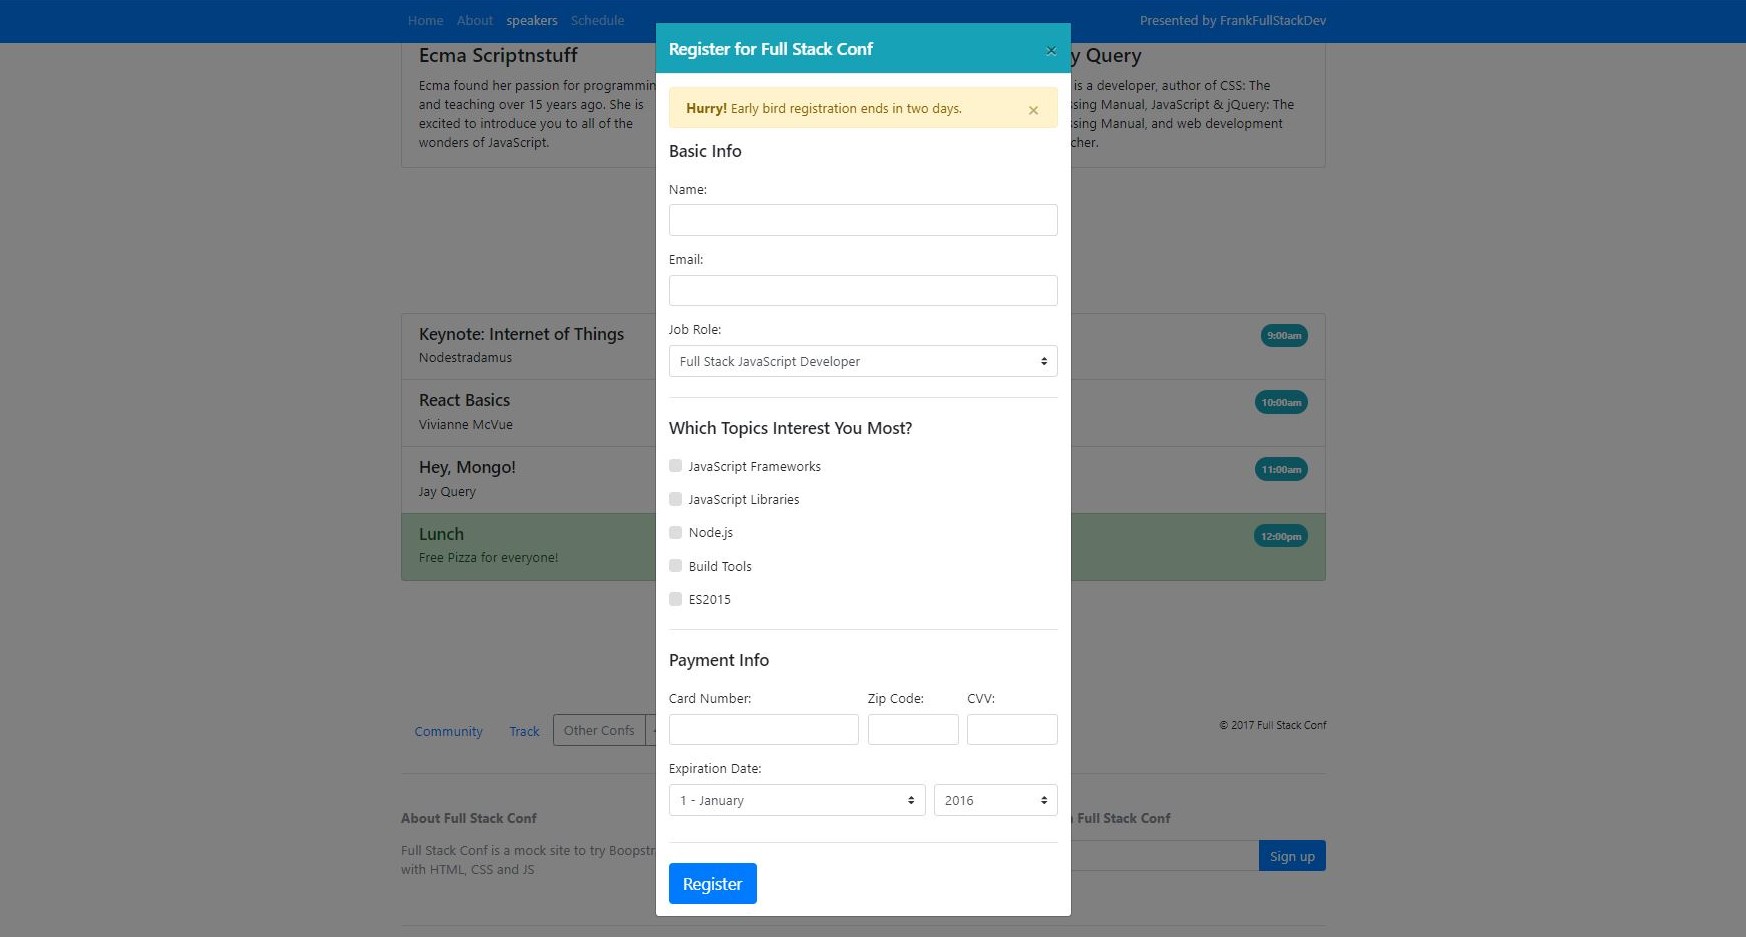 Home About speakers Schedule
Presented by FrankFullStackDev
Ecma Scriptnstuff
Ecma found her passion for
and teaching over 15 years ago. She is
excited to introduce you to all of the
wonders of JavaScript.
Query
is a developer, author of CSS: The
Manual, JavaScript & jQuery: The
Manual, and web development
Keynote: Internet of Things
Nodestradamus
9:00am
React Basics
Vivianne McVue
10:00am
Hey, Mongo!
Jay Query
11:00am
Lunch
Free Pizza for everyone!
12:00pm
Community Track Other Confs
© 2017 Full Stack Conf
About Full Stack Conf
Full Stack Conf is a mock site to try
with HTML, CSS and JS
Full Stack Conf
Sign up
Register for Full Stack Conf ×
Hurry! Early bird registration ends in two days. ×
Basic Info
Name:
Email:
Job Role:
Full Stack JavaScript Developer
Which Topics Interest You Most?
JavaScript Frameworks
JavaScript Libraries
Node.js
Build Tools
ES2015
Payment Info
Card Number: Zip Code: CVV:
Expiration Date:
1 - January 2016
Register